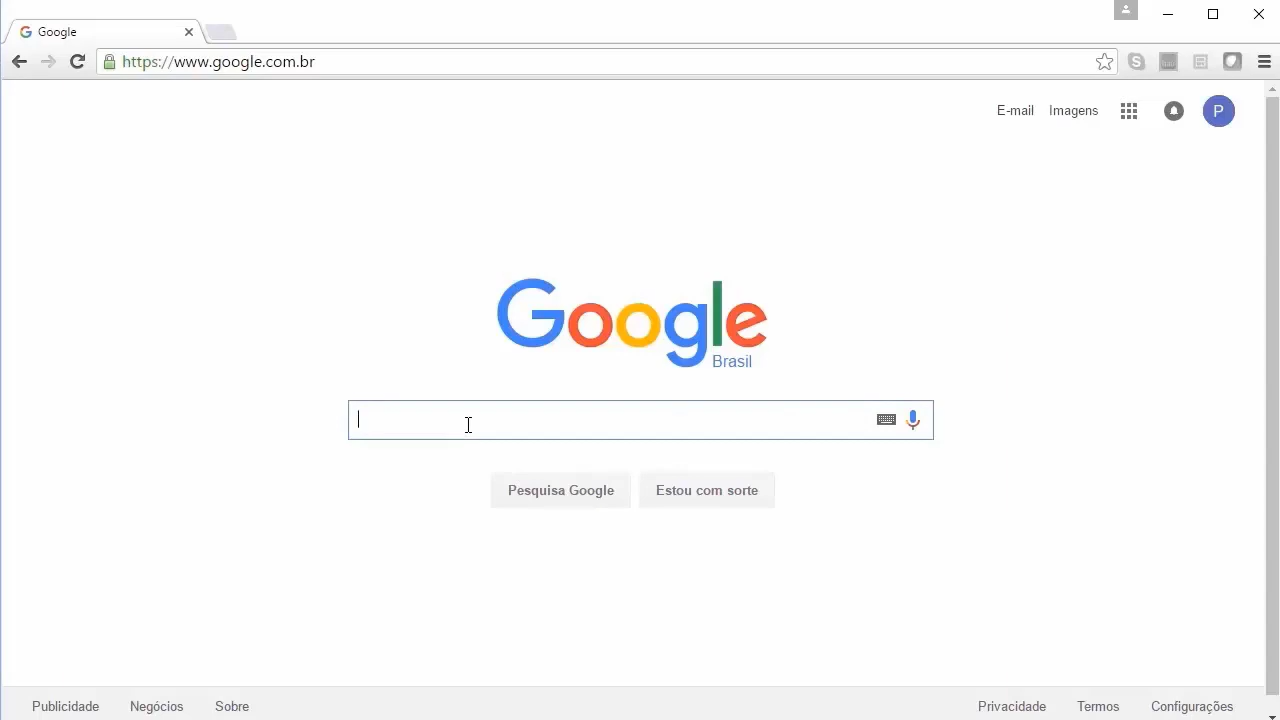 Google
https://www.google.com.br
E-mail Imagens P
Google
Brasil
Pesquisa Google Estou com sorte
Publicidade Negócios Sobre Privacidade Termos Configurações